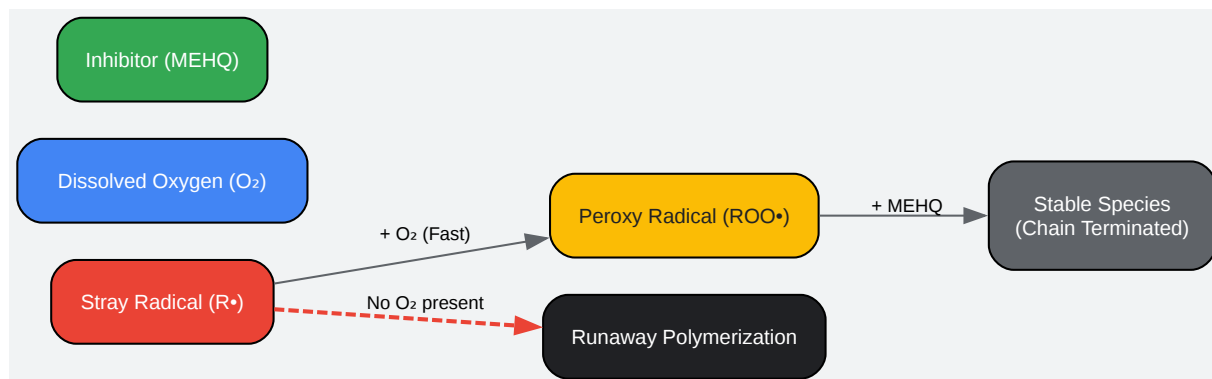 Inhibitor (MEHQ)
Dissolved Oxygen (O₂)
Stray Radical (R•)
+ O₂ (Fast)
No O₂ present
Peroxy Radical (ROO•)
Runaway Polymerization
+ MEHQ
Stable Species
(Chain Terminated)